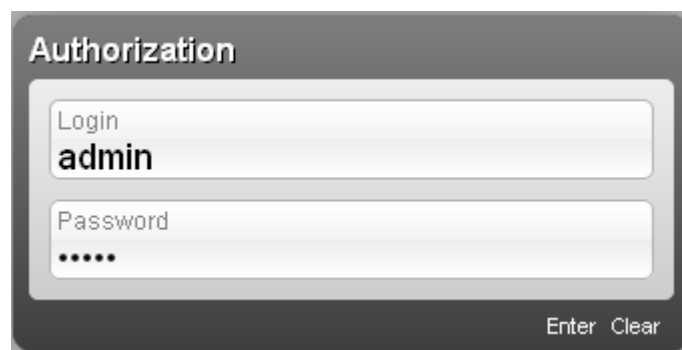 Authorization
Login
admin
Password
•••••
Enter Clear